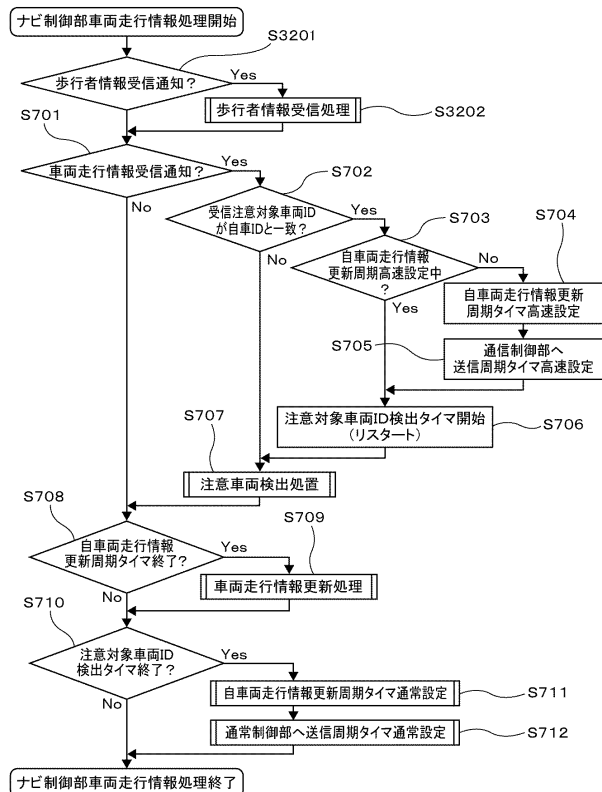 ナビ制御部車両走行情報処理開始
S3201
歩行者情報受信通知?
Yes
歩行者情報受信処理
S3202
S701
車両走行情報受信通知?
Yes
No
S702
受信注意対象車両ID
が自車IDと一致?
Yes
No
S703
自車両走行情報
更新周期高速設定中
?
No
Yes
S704
自車両走行情報更新
周期タイマ高速設定
S705
通信制御部へ
送信周期タイマ高速設定
注意対象車両ID検出タイマ開始
(リスタート)
S706
S707
注意車両検出処置
S708
自車両走行情報
更新周期タイマ終了?
Yes
No
S709
車両走行情報更新処理
S710
注意対象車両ID
検出タイマ終了?
Yes
No
自車両走行情報更新周期タイマ通常設定
S711
通常制御部へ送信周期タイマ通常設定
S712
ナビ制御部車両走行情報処理終了